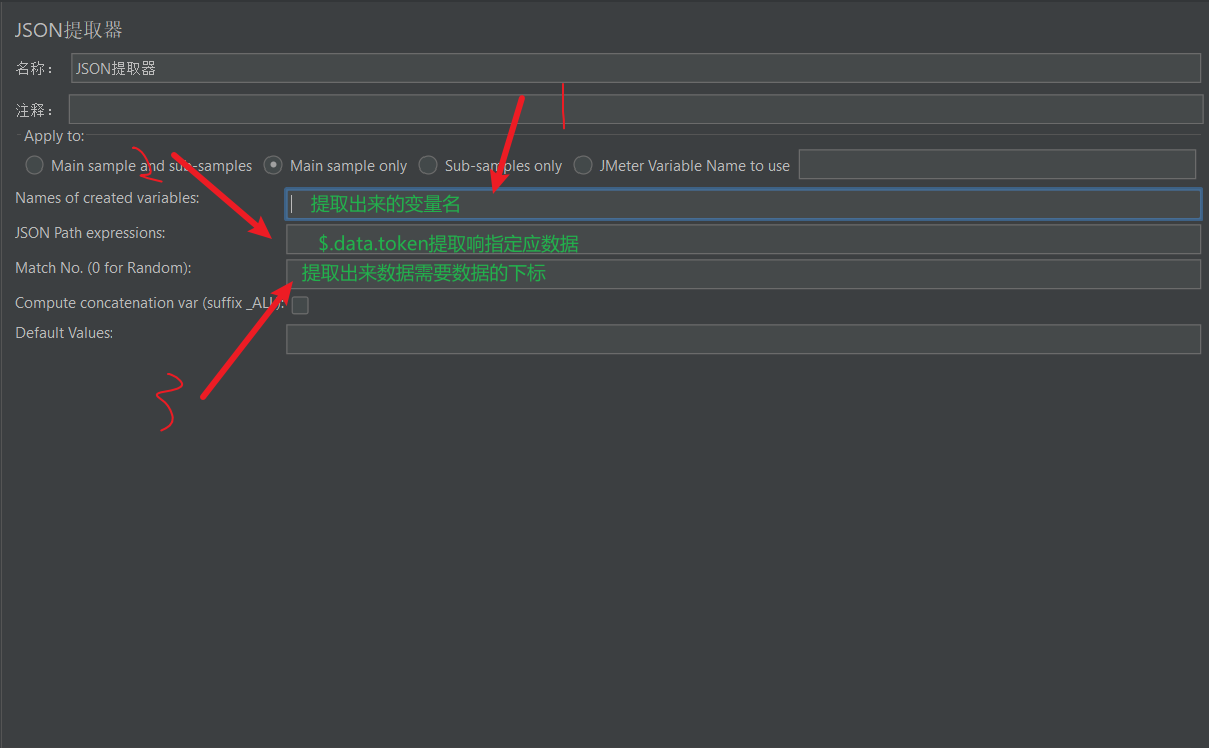 JSON提取器
名称： JSON提取器
注释：
Apply to:
Main sample and sub-samples Main sample only Sub-samples only JMeter Variable Name to use
Names of created variables: 提取出来的变量名
JSON Path expressions: $.data.token提取响指定应数据
Match No. (0 for Random): 提取出来数据需要数据的下标
Compute concatenation var (suffix _ALL):
Default Values:
1
2
3